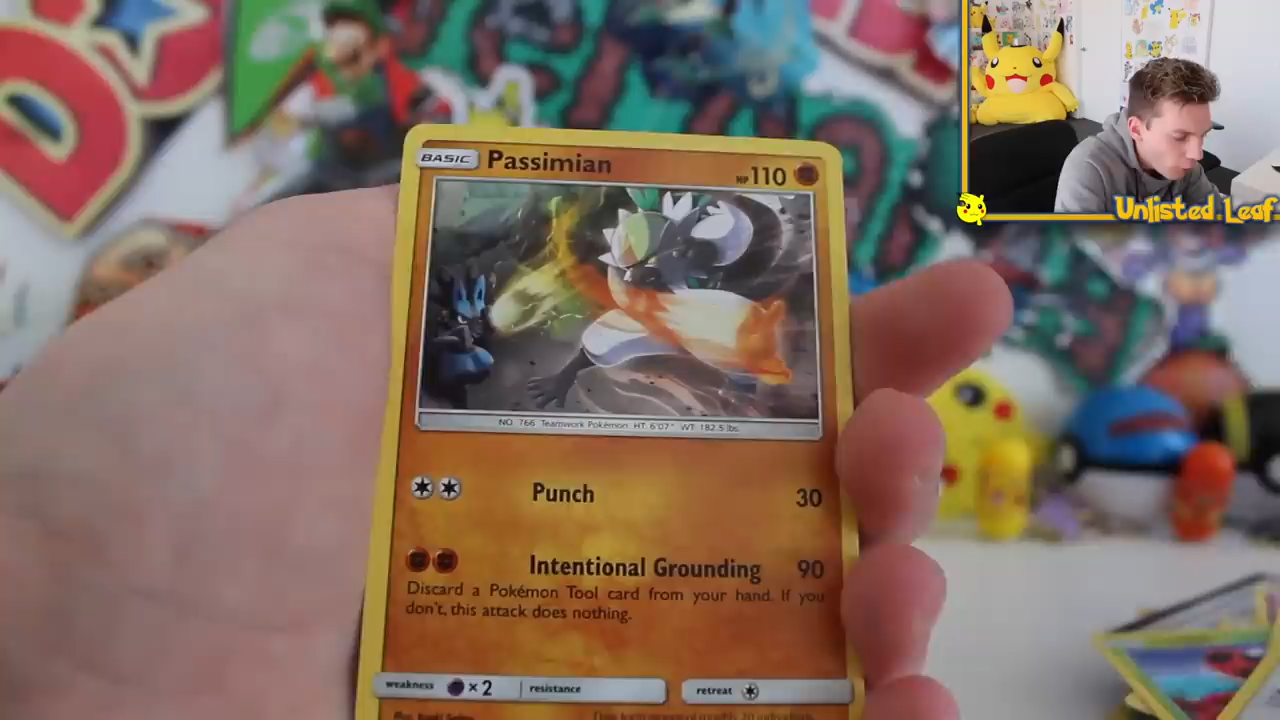 BASIC Passimian HP 110
NO. 766 Teamwork Pokémon HT: 6'07" WT: 182.5 lbs.
Punch 30
Intentional Grounding 90
Discard a Pokémon Tool card from your hand. If you
don't, this attack does nothing.
weakness ×2 resistance retreat
Unlisted Leaf